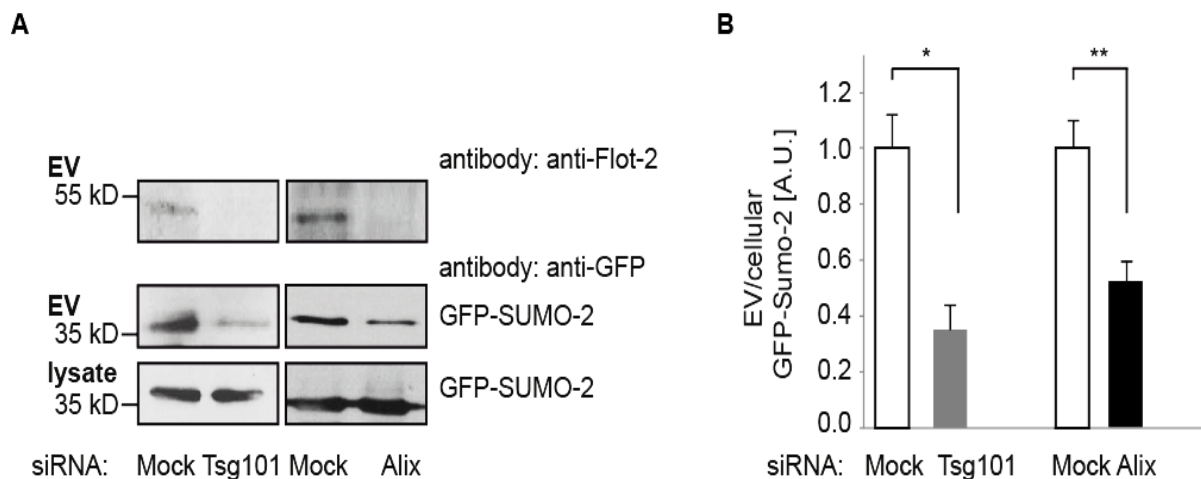 A
EV
55 kD
antibody: anti-Flot-2
antibody: anti-GFP
EV
35 kD
GFP-SUMO-2
lysate
35 kD
GFP-SUMO-2
siRNA: Mock Tsg101 Mock Alix
B
* **
EV/cellular
GFP-Sumo-2 [A.U.]
1.2
1.0
0.8
0.6
0.4
0.2
0.0
Mock Tsg101 Mock Alix